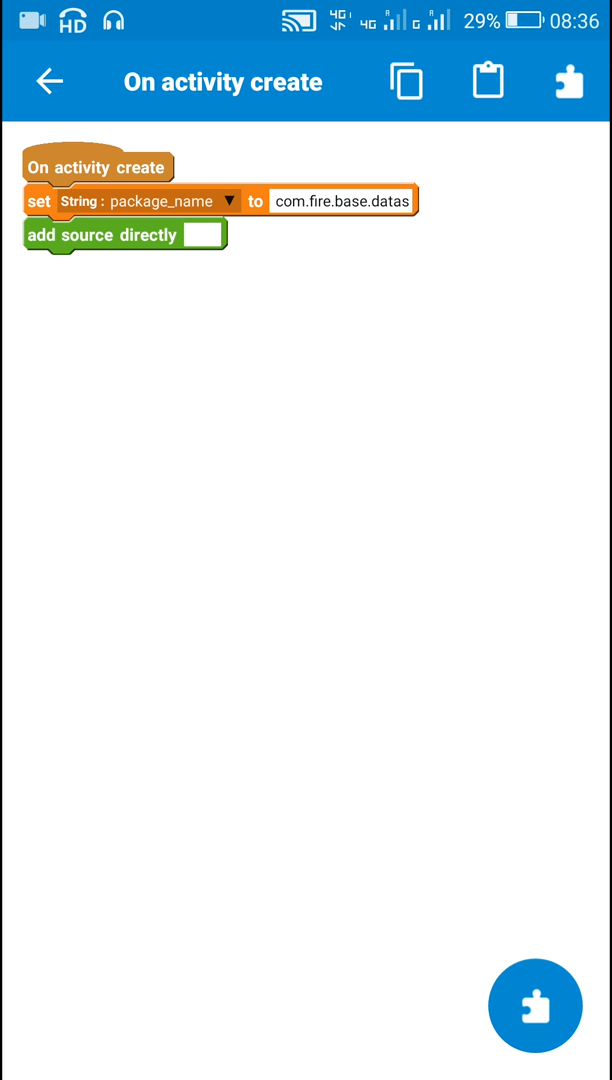 HD 4G 4G R G R 29% 08:36
On activity create
On activity create
set String : package_name ▼ to com.fire.base.datas
add source directly